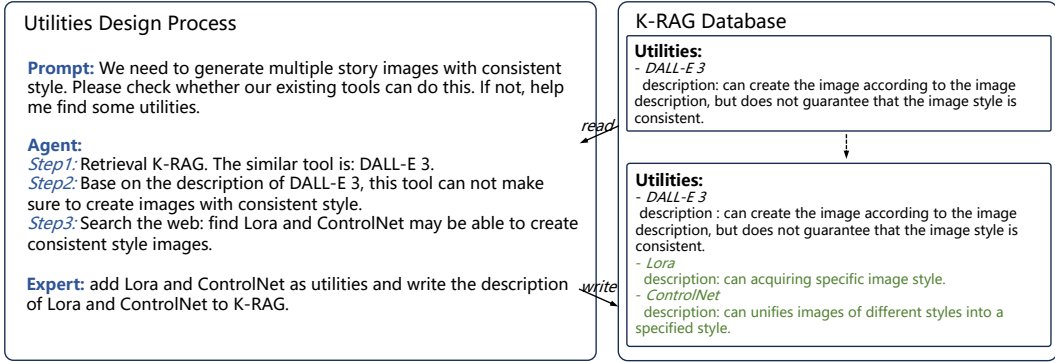 Utilities Design Process
Prompt: We need to generate multiple story images with consistent
style. Please check whether our existing tools can do this. If not, help
me find some utilities.
Agent:
Step1: Retrieval K-RAG. The similar tool is: DALL-E 3.
Step2: Base on the description of DALL-E 3, this tool can not make
sure to create images with consistent style.
Step3: Search the web: find Lora and ControlNet may be able to create
consistent style images.
Expert: add Lora and ControlNet as utilities and write the description
of Lora and ControlNet to K-RAG.
read
write
K-RAG Database
Utilities:
- DALL-E 3
description: can create the image according to the image
description, but does not guarantee that the image style is
consistent.
Utilities:
- DALL-E 3
description : can create the image according to the image
description, but does not guarantee that the image style is
consistent.
- Lora
description: can acquiring specific image style.
- ControlNet
description: can unifies images of different styles into a
specified style.